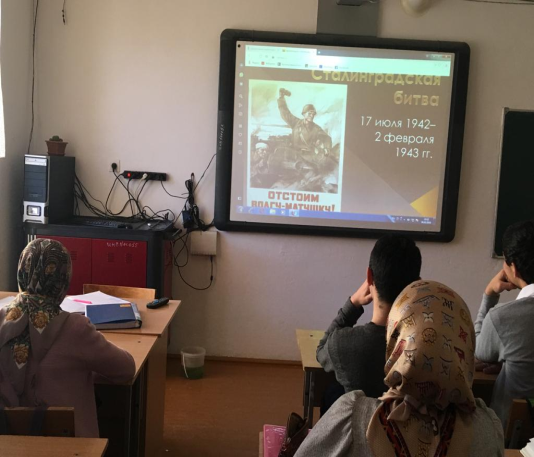 Сталинградская
битва
17 июля 1942–
2 февраля
1943 гг.
ОТСТОИМ
ВОЛГУ-МАТУШКУ!